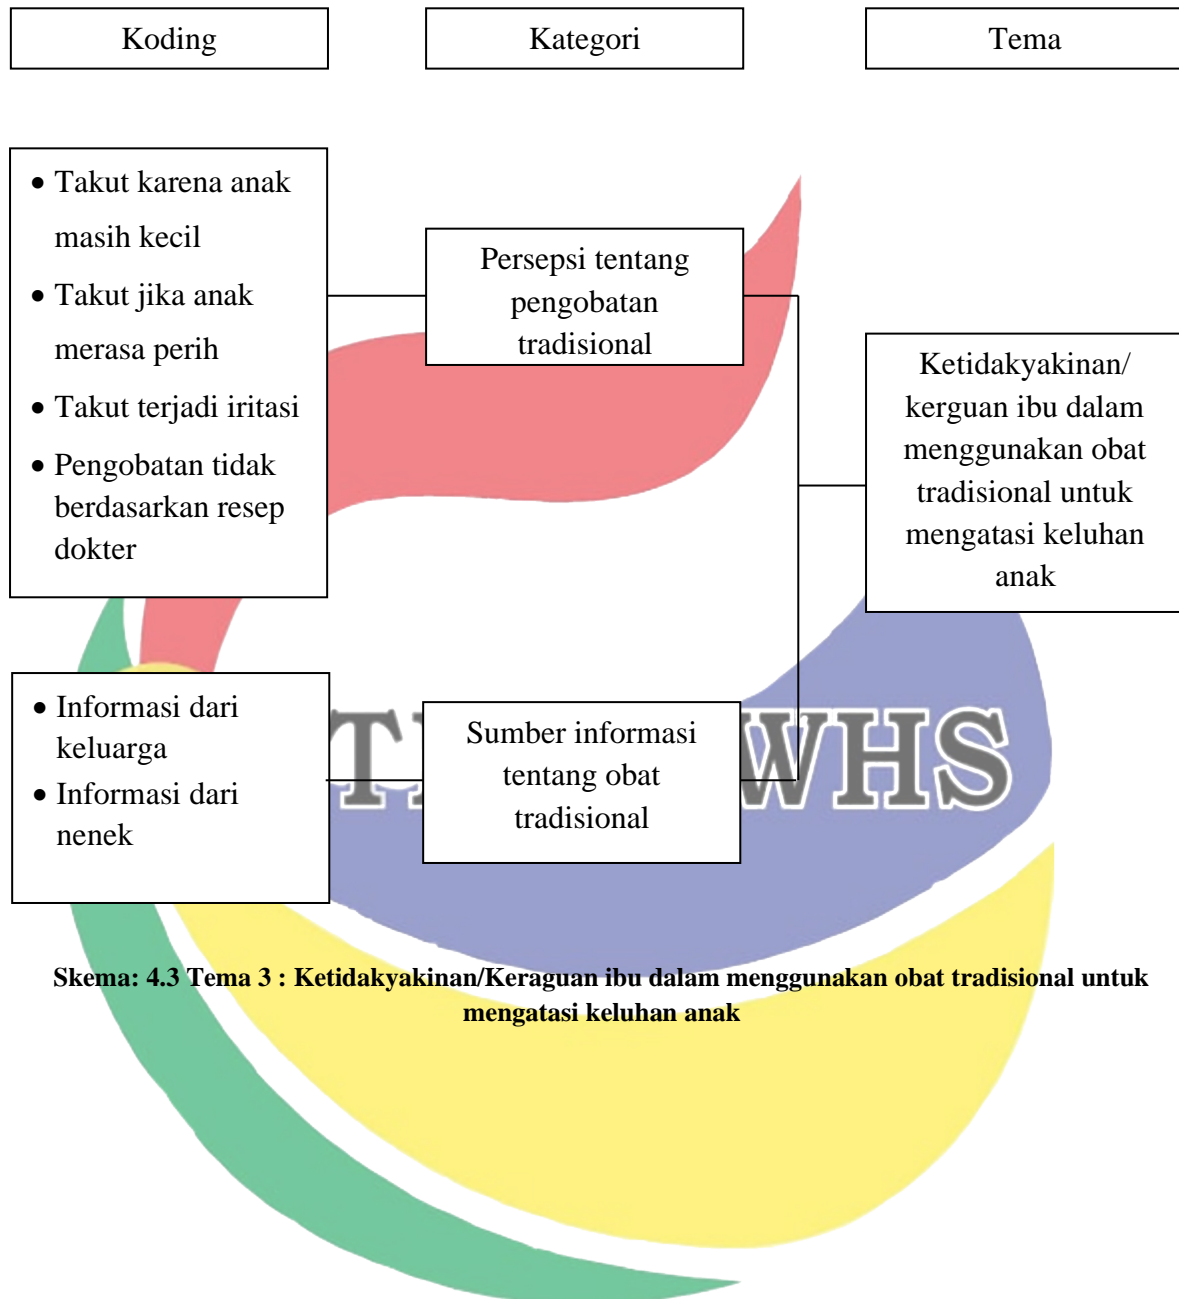 Koding
Kategori
Tema
• Takut karena anak
masih kecil
• Takut jika anak
merasa perih
• Takut terjadi iritasi
• Pengobatan tidak
berdasarkan resep
dokter
Persepsi tentang
pengobatan
tradisional
Ketidakyakinan/
kerguan ibu dalam
menggunakan obat
tradisional untuk
mengatasi keluhan
anak
• Informasi dari
keluarga
• Informasi dari
nenek
Sumber informasi
tentang obat
tradisional
WHS
Skema: 4.3 Tema 3 : Ketidakyakinan/Keraguan ibu dalam menggunakan obat tradisional untuk
mengatasi keluhan anak